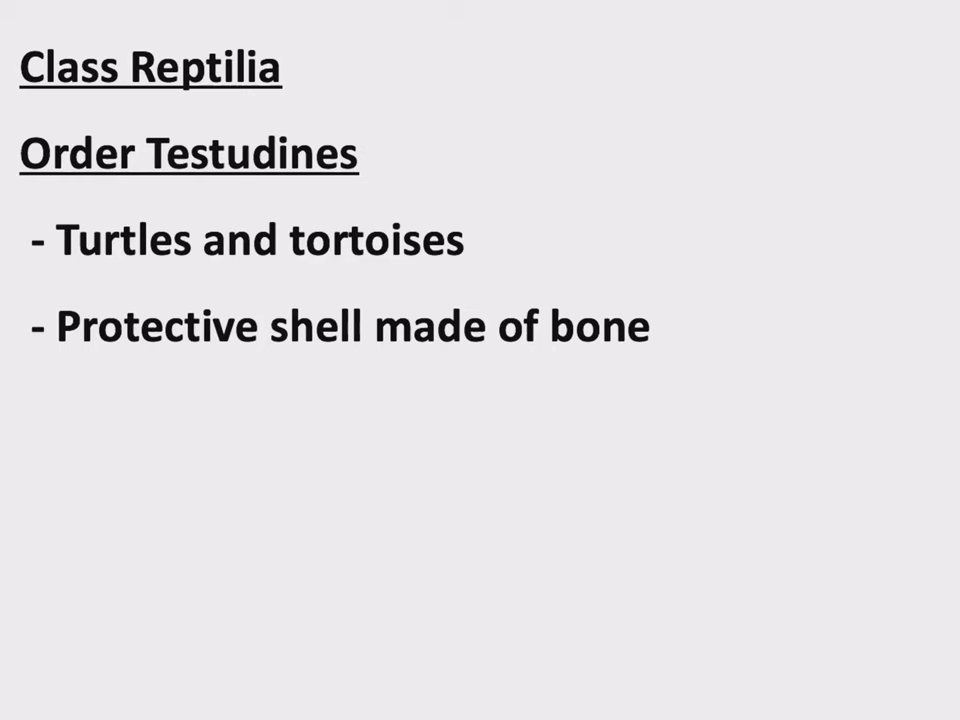 Class Reptilia
Order Testudines
- Turtles and tortoises
- Protective shell made of bone